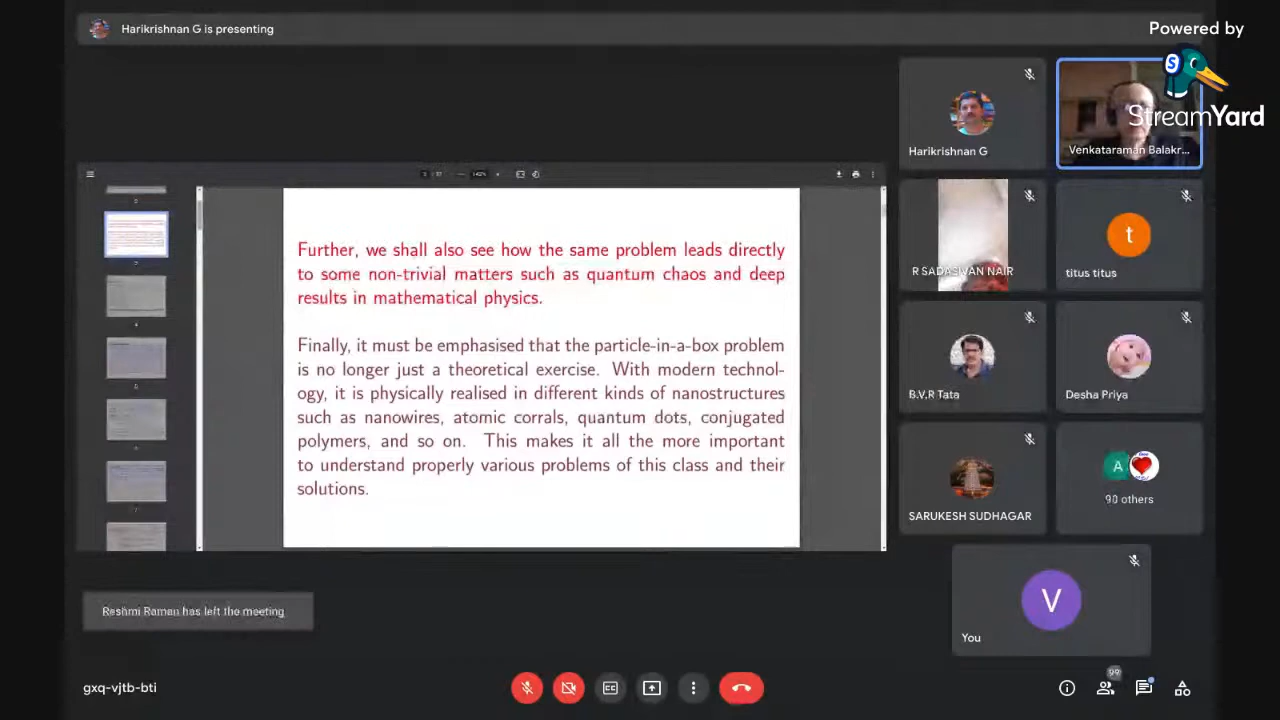 Harikrishnan G is presenting
Powered by
StreamYard
Harikrishnan G
Venkataraman Balakr...
Further, we shall also see how the same problem leads directly
to some non-trivial matters such as quantum chaos and deep
results in mathematical physics.
Finally, it must be emphasised that the particle-in-a-box problem
is no longer just a theoretical exercise. With modern technol-
ogy, it is physically realised in different kinds of nanostructures
such as nanowires, atomic corrals, quantum dots, conjugated
polymers, and so on. This makes it all the more important
to understand properly various problems of this class and their
solutions.
R SADASIVAN NAIR
t
titus titus
B.V.R Tata
Desha Priya
SARUKESH SUDHAGAR
A
90 others
V
You
Reshmi Raman has left the meeting
gxq-vjtb-bti
99